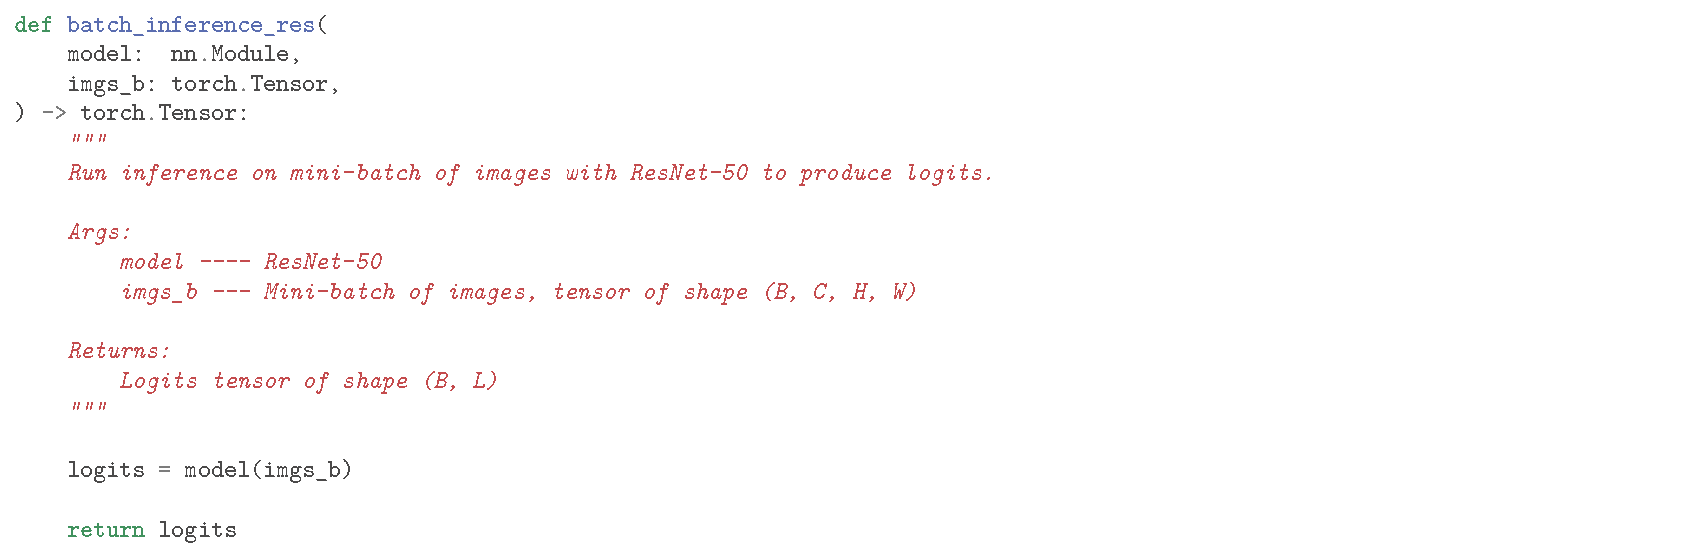 def batch_inference_res(
    model:  nn.Module,
    imgs_b: torch.Tensor,
) -> torch.Tensor:
    """
    Run inference on mini-batch of images with ResNet-50 to produce logits.

    Args:
        model ---- ResNet-50
        imgs_b --- Mini-batch of images, tensor of shape (B, C, H, W)

    Returns:
        Logits tensor of shape (B, L)
    """

    logits = model(imgs_b)

    return logits